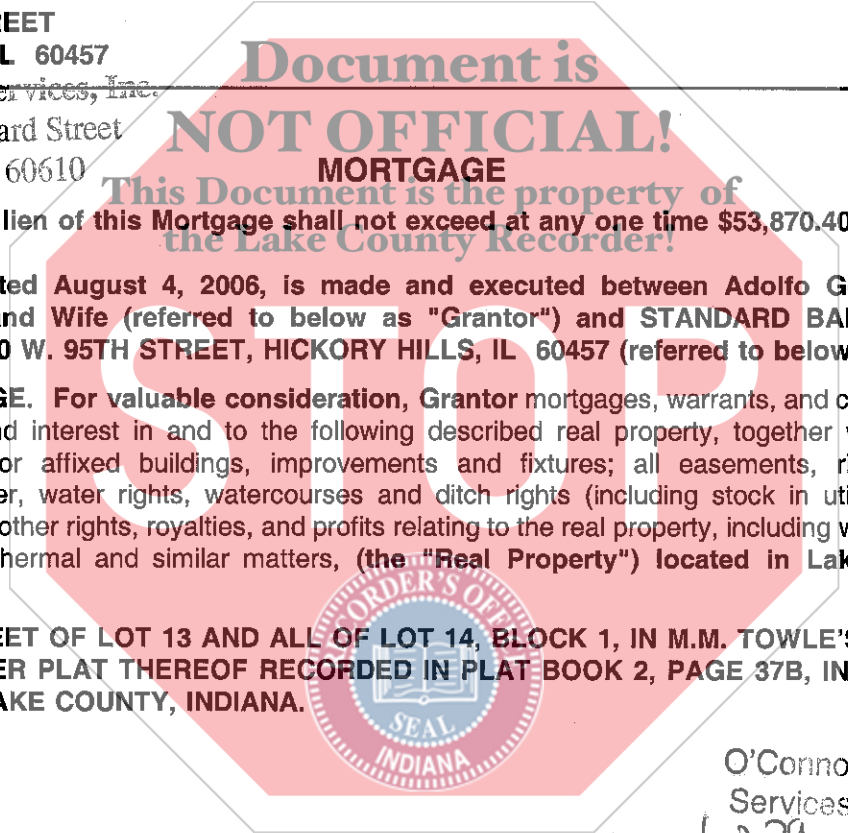 REET
L 60457
Document is
ervices, Inc.
ard Street
NOT OFFICIAL!
60610
MORTGAGE
This Document is the property of
lien of this Mortgage shall not exceed at any one time $53,870.40
the Lake County Recorder!
ted August 4, 2006, is made and executed between Adolfo G
nd Wife (referred to below as "Grantor") and STANDARD BA
0 W. 95TH STREET, HICKORY HILLS, IL 60457 (referred to below
STOP
GE. For valuable consideration, Grantor mortgages, warrants, and c
nd interest in and to the following described real property, together
or affixed buildings, improvements and fixtures; all easements, ri
er, water rights, watercourses and ditch rights (including stock in uti
other rights, royalties, and profits relating to the real property, including w
hermal and similar matters, (the "Real Property") located in Lak
RECORDER'S OFFICE
EET OF LOT 13 AND ALL OF LOT 14, BLOCK 1, IN M.M. TOWLE'S
ER PLAT THEREOF RECORDED IN PLAT BOOK 2, PAGE 37B, IN
AKE COUNTY, INDIANA.
SEAL
INDIANA
O'Conno
Services